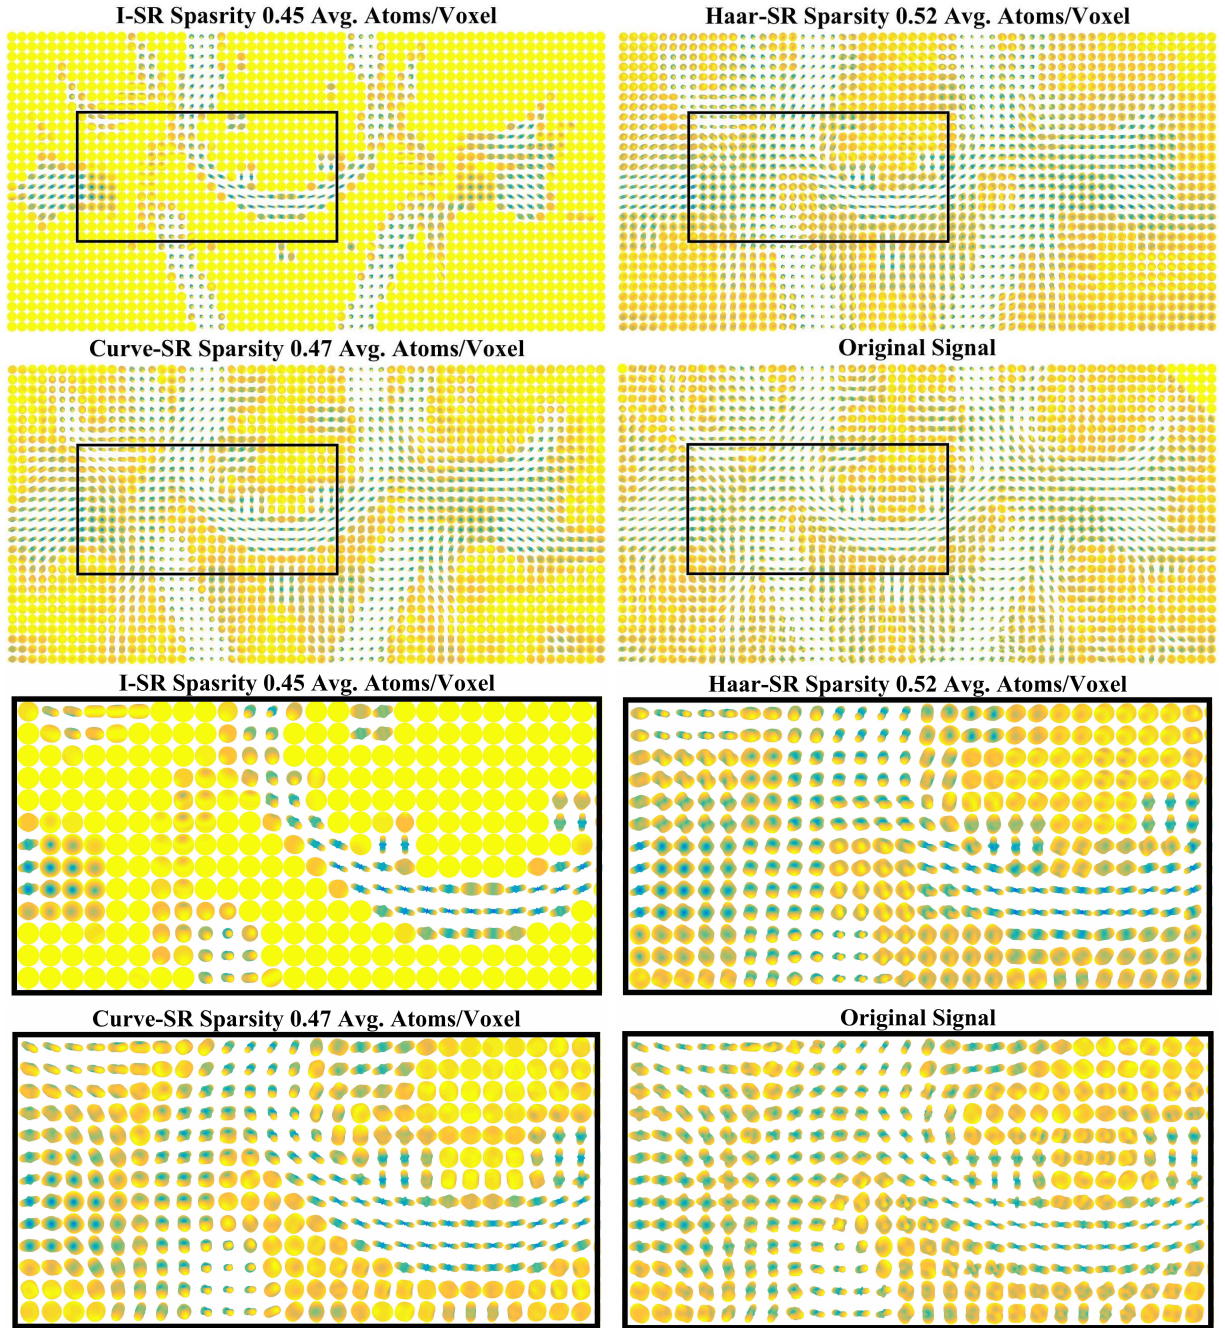 I-SR Spasrity 0.45 Avg. Atoms/Voxel
Haar-SR Sparsity 0.52 Avg. Atoms/Voxel
Curve-SR Sparsity 0.47 Avg. Atoms/Voxel
Original Signal
I-SR Spasrity 0.45 Avg. Atoms/Voxel
Haar-SR Sparsity 0.52 Avg. Atoms/Voxel
Curve-SR Sparsity 0.47 Avg. Atoms/Voxel
Original Signal